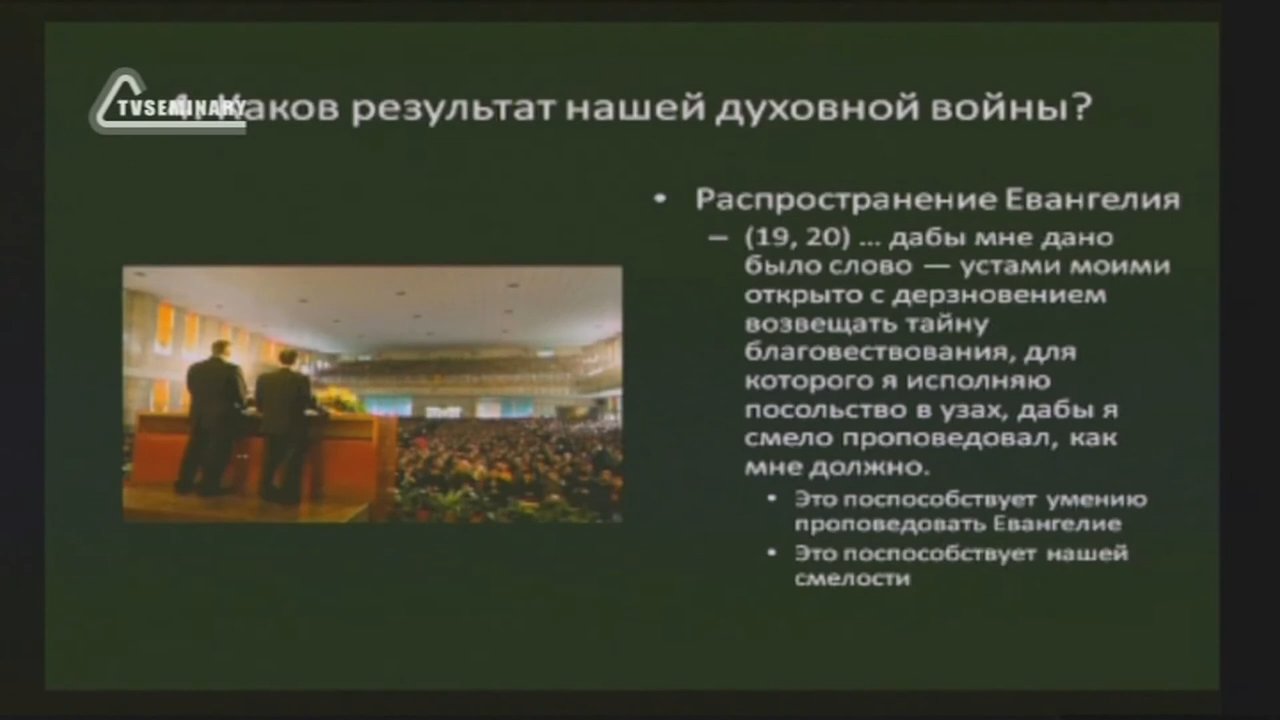 TVSEMINARY
Каков результат нашей духовной войны?
• Распространение Евангелия
– (19, 20) ... дабы мне дано
было слово — устами моими
открыто с дерзновением
возвещать тайну
благовествования, для
которого я исполняю
посольство в узах, дабы я
смело проповедовал, как
мне должно.
• Это поспособствует умению
проповедовать Евангелие
• Это поспособствует нашей
смелости